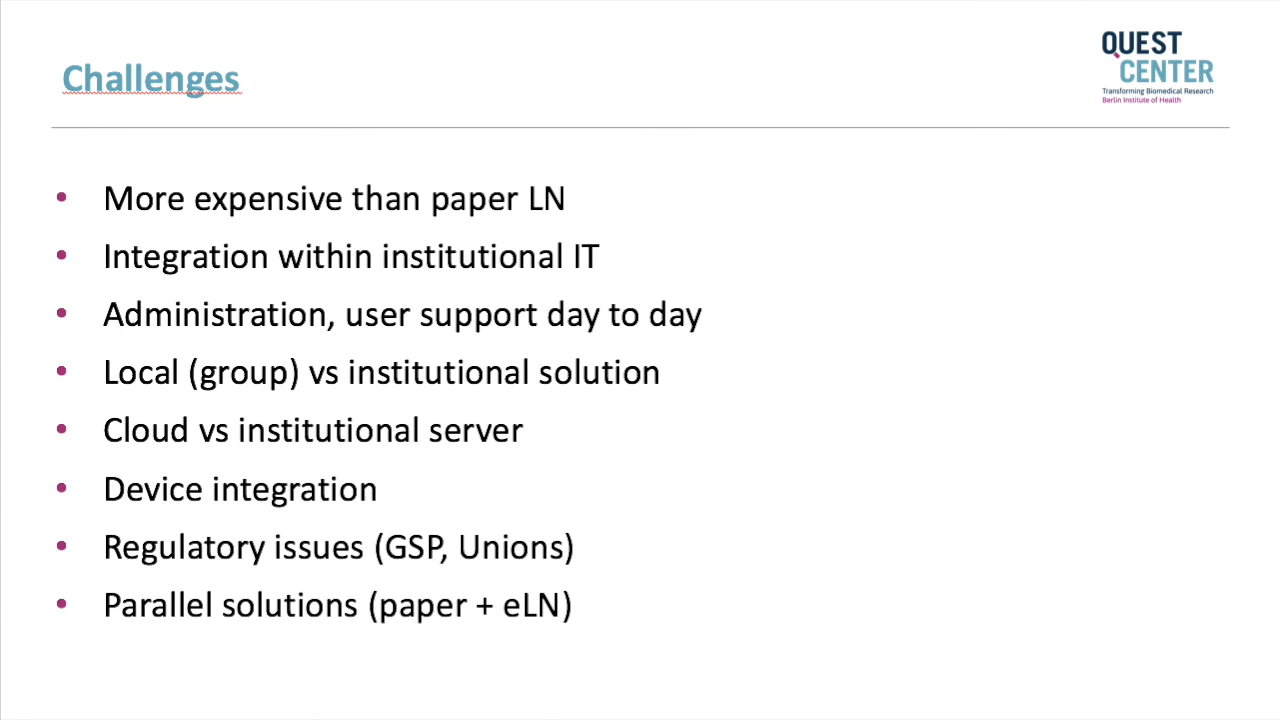 Challenges
QUEST
CENTER
Transforming Biomedical Research
Berlin Institute of Health
• More expensive than paper LN
• Integration within institutional IT
• Administration, user support day to day
• Local (group) vs institutional solution
• Cloud vs institutional server
• Device integration
• Regulatory issues (GSP, Unions)
• Parallel solutions (paper + eLN)